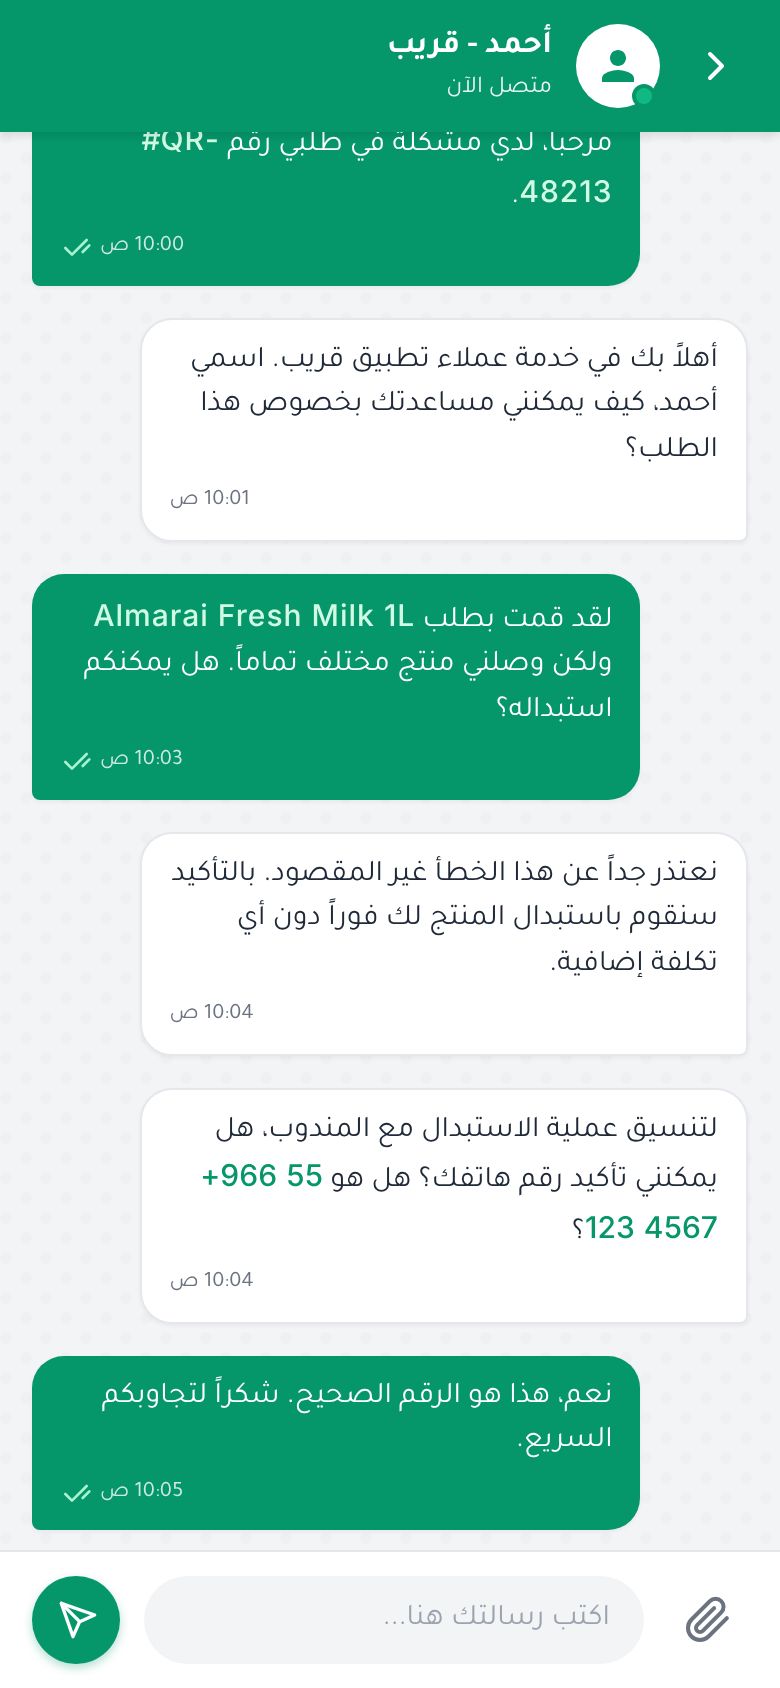 أحمد - قريب
متصل الآن
مرحباً، لدي مشكلة في طلبي رقم #QR-
48213.
10:00 ص
أهلاً بك في خدمة عملاء تطبيق قريب. اسمي
أحمد، كيف يمكنني مساعدتك بخصوص هذا
الطلب؟
10:01 ص
لقد قمت بطلب Almarai Fresh Milk 1L
ولكن وصلني منتج مختلف تماماً. هل يمكنكم
استبداله؟
10:03 ص
نعتذر جداً عن هذا الخطأ غير المقصود. بالتأكيد
سنقوم باستبدال المنتج لك فوراً دون أي
تكلفة إضافية.
10:04 ص
لتنسيق عملية الاستبدال مع المندوب، هل
يمكنني تأكيد رقم هاتفك؟ هل هو +966 55
123 4567؟
10:04 ص
نعم، هذا هو الرقم الصحيح. شكراً لتجاوبكم
السريع.
10:05 ص
اكتب رسالتك هنا...